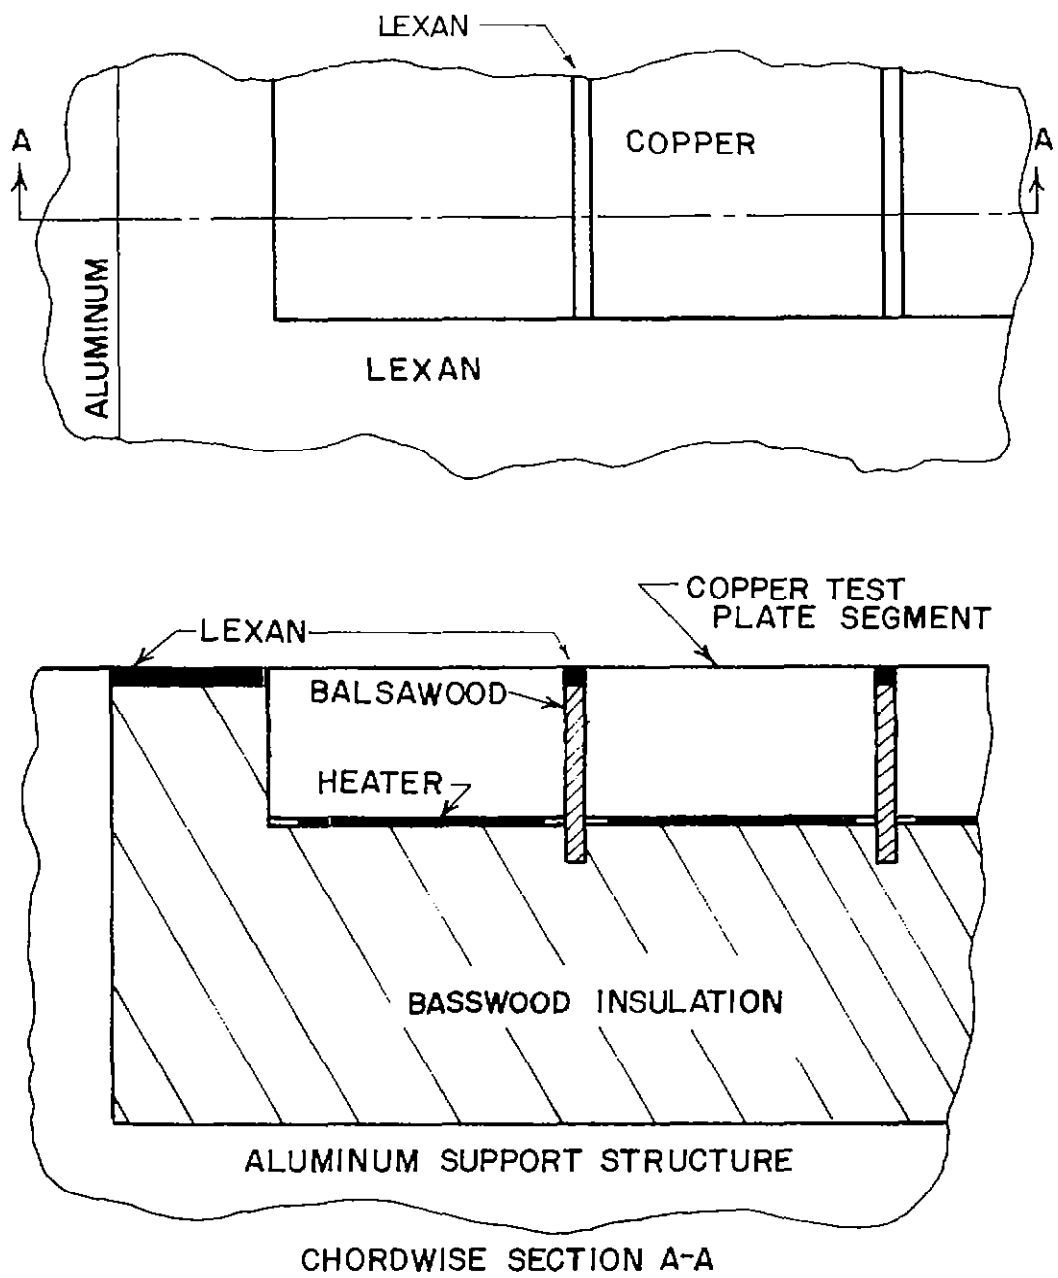 LEXAN
A
COPPER
A
ALUMINUM
LEXAN
COPPER TEST
PLATE SEGMENT
LEXAN
BALSAWOOD
HEATER
BASSWOOD INSULATION
ALUMINUM SUPPORT STRUCTURE
CHORDWISE SECTION A-A